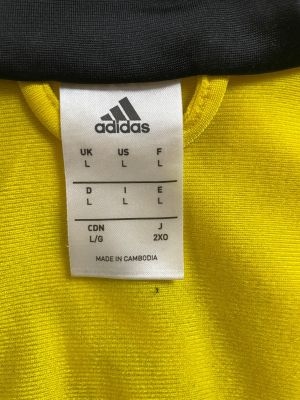 adidas
UK US F
L L L
D I E
L L L
CDN J
L/G 2XO
MADE IN CAMBODIA